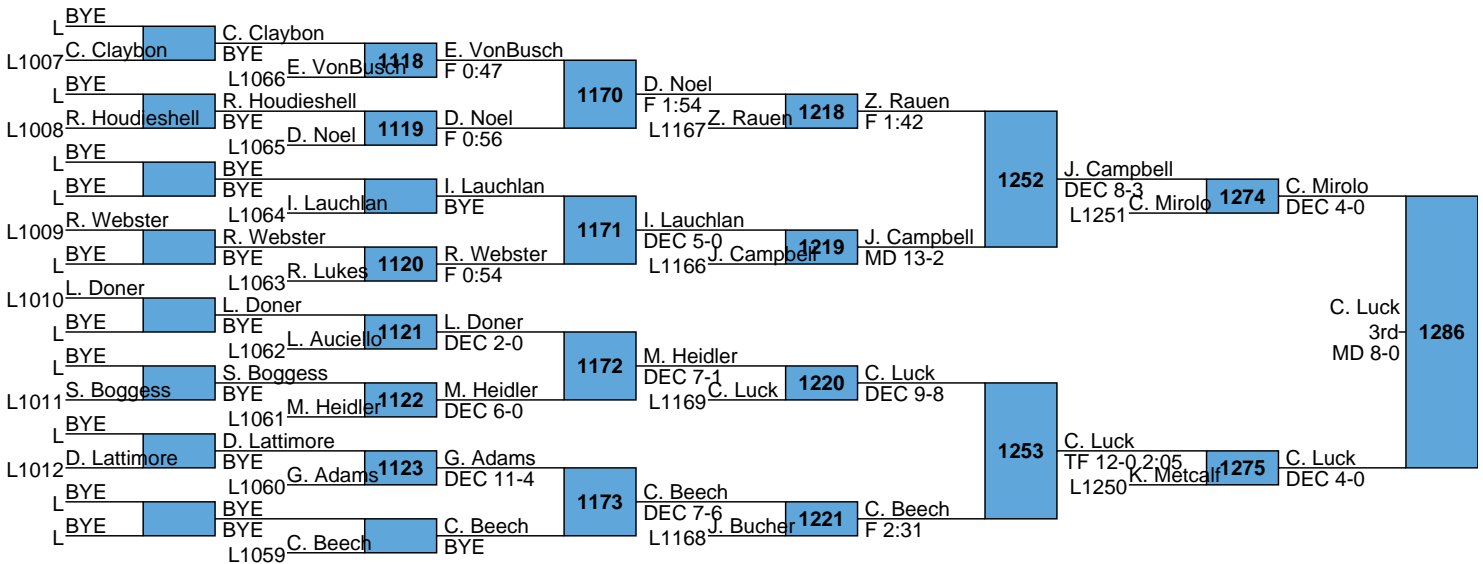 BYE
L
C. Claybon
L1007
BYE
L
R. Houdieshell
L1008
BYE
L
BYE
L
R. Webster
L1009
BYE
L
L. Doner
L1010
BYE
L
BYE
L
S. Boggess
L1011
BYE
L
D. Lattimore
L1012
BYE
L
BYE
L
C. Claybon
BYE
E. VonBusch
L1066
1118
R. Houdieshell
BYE
D. Noel
L1065
1119
BYE
BYE
I. Lauchlan
L1064
R. Webster
BYE
R. Lukes
L1063
1120
L. Doner
BYE
L. Auciello
L1062
1121
S. Boggess
BYE
M. Heidler
L1061
1122
D. Lattimore
BYE
G. Adams
L1060
1123
BYE
BYE
C. Beech
L1059
E. VonBusch
F 0:47
1170
D. Noel
F 0:56
I. Lauchlan
BYE
1171
R. Webster
F 0:54
L. Doner
DEC 2-0
1172
M. Heidler
DEC 6-0
G. Adams
DEC 11-4
1173
C. Beech
BYE
D. Noel
F 1:54
Z. Rauen
L1167
1218
I. Lauchlan
DEC 5-0
J. Campbell
L1166
1219
M. Heidler
DEC 7-1
C. Luck
L1169
1220
C. Beech
DEC 7-6
J. Bucher
L1168
1221
Z. Rauen
F 1:42
1252
J. Campbell
MD 13-2
C. Luck
DEC 9-8
1253
C. Beech
F 2:31
J. Campbell
DEC 8-3
C. Mirolo
L1251
1274
C. Luck
TF 12-0 2:05
K. Metcalf
L1250
1275
C. Mirolo
DEC 4-0
C. Luck
DEC 4-0
1286
C. Luck
3rd
MD 8-0